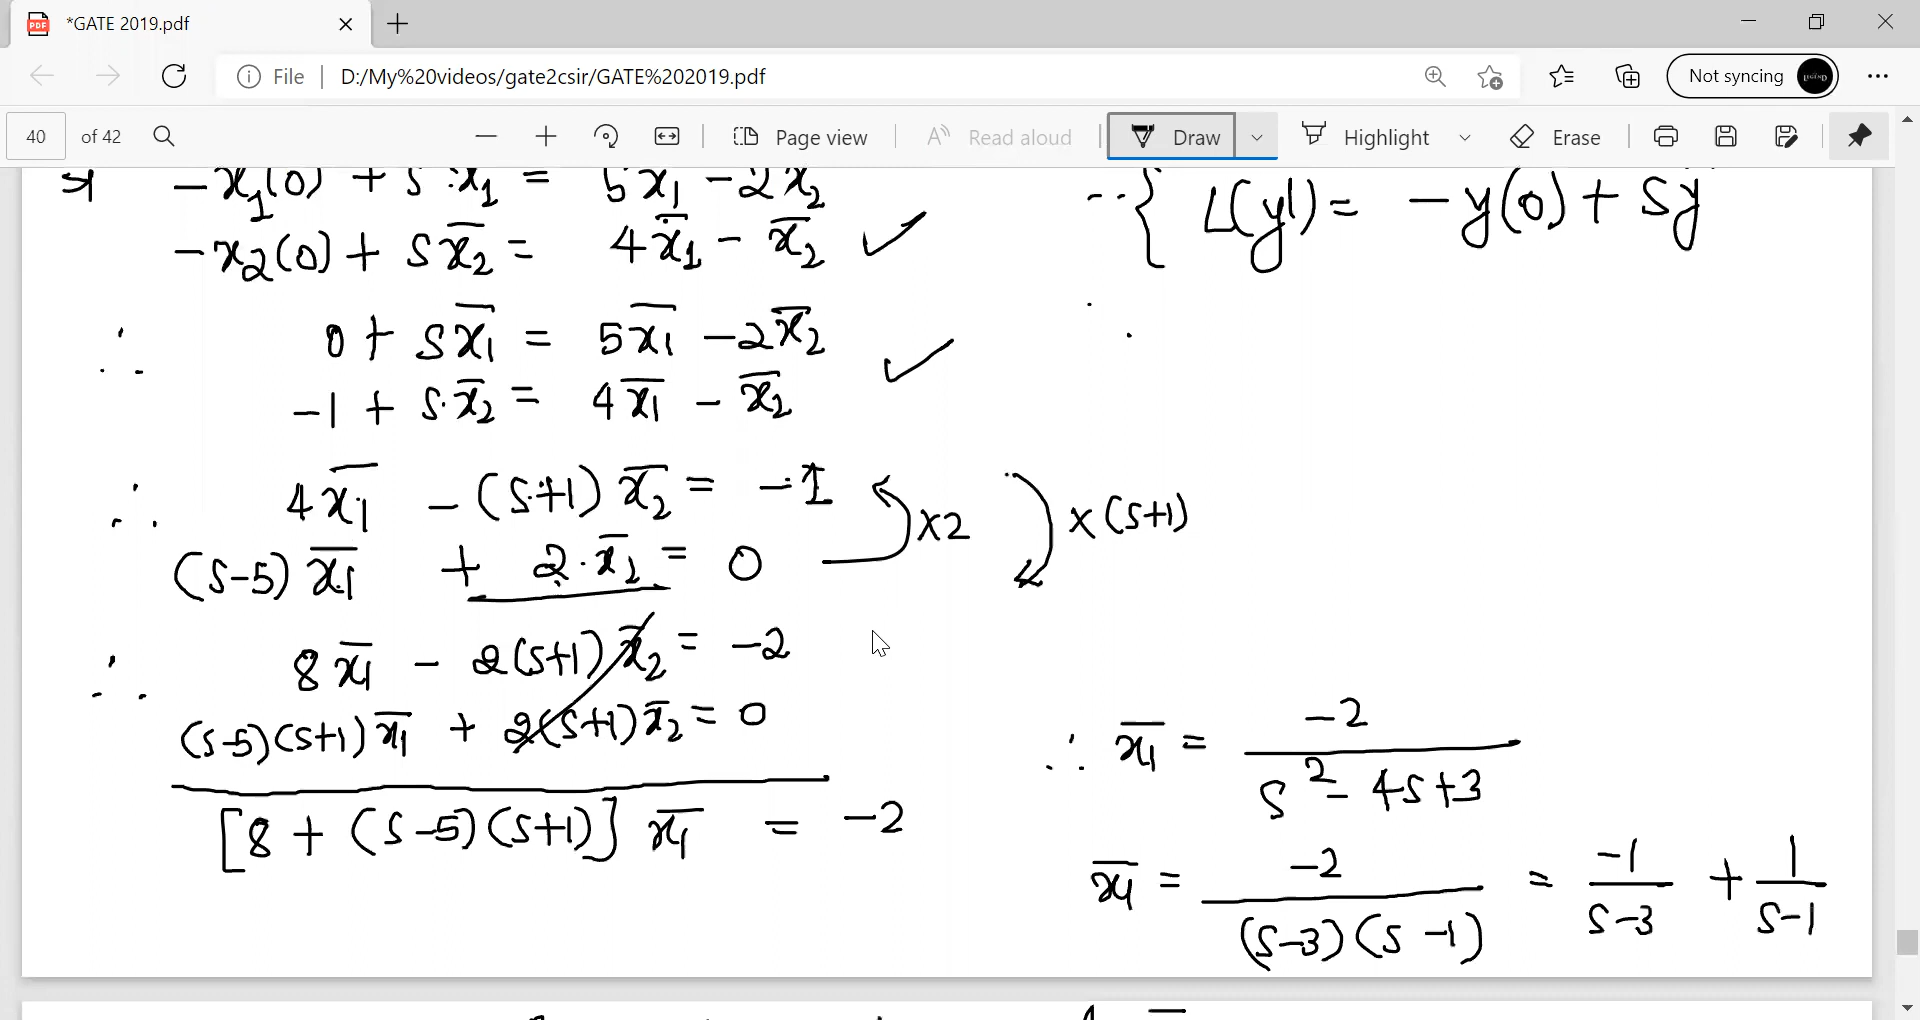 *GATE 2019.pdf
File | D:/My%20videos/gate2csir/GATE%202019.pdf
Not syncing
40 of 42
Page view
Read aloud
Draw
Highlight
Erase
⇒ -x₁(0) + s·x̄₁ = 5x̄₁ - 2x̄₂
-x₂(0) + sx̄₂ = 4x̄₁ - x̄₂ ✓
{ L(y') = -y(0) + sȳ
∴ 0 + sx̄₁ = 5x̄₁ - 2x̄₂
-1 + s·x̄₂ = 4x̄₁ - x̄₂ ✓
∴ 4x̄₁ - (s+1)x̄₂ = -1
(s-5)x̄₁ + 2·x̄₂ = 0
×2
×(s+1)
∴ 8x̄₁ - 2(s+1)x̄₂ = -2
(s-5)(s+1)x̄₁ + 2(s+1)x̄₂ = 0
[8 + (s-5)(s+1)] x̄₁ = -2
∴ x̄₁ = -2 / s² - 4s + 3
x̄₁ = -2 / (s-3)(s-1) = -1 / s-3 + 1 / s-1